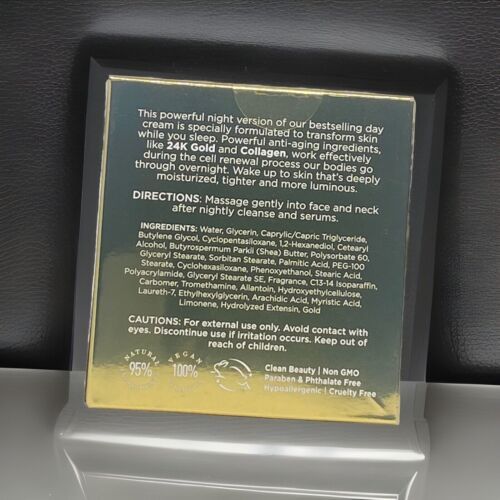 This powerful night version of our bestselling day
cream is specially formulated to transform skin
while you sleep. Powerful anti-aging ingredients,
like 24K Gold and Collagen, work effectively
during the cell renewal process our bodies go
through overnight. Wake up to skin that's deeply
moisturized, tighter and more luminous.
DIRECTIONS: Massage gently into face and neck
after nightly cleanse and serums.
INGREDIENTS: Water, Glycerin, Caprylic/Capric Triglyceride,
Butylene Glycol, Cyclopentasiloxane, 1,2-Hexanediol, Cetearyl
Alcohol, Butyrospermum Parkii (Shea) Butter, Polysorbate 60,
Glyceryl Stearate, Sorbitan Stearate, Palmitic Acid, PEG-100
Stearate, Cyclohexasiloxane, Phenoxyethanol, Stearic Acid,
Polyacrylamide, Glyceryl Stearate SE, Fragrance, C13-14 Isoparaffin,
Carbomer, Tromethamine, Allantoin, Hydroxyethylcellulose,
Laureth-7, Ethylhexylglycerin, Arachidic Acid, Myristic Acid,
Limonene, Hydrolyzed Extensin, Gold
CAUTIONS: For external use only. Avoid contact with
eyes. Discontinue use if irritation occurs. Keep out of
reach of children.
NATURAL
95%
VEGAN
100%
Clean Beauty | Non GMO
Paraben & Phthalate Free
Hypoallergenic | Cruelty Free